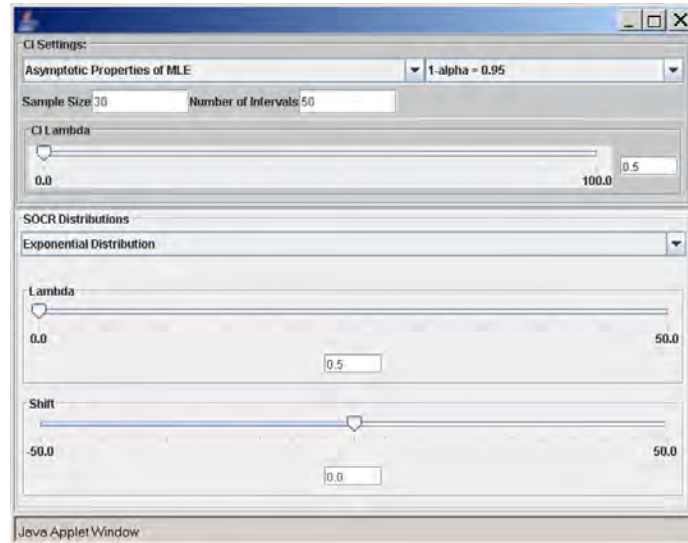 CI Settings:
Asymptotic Properties of MLE 1-alpha = 0.95
Sample Size 30 Number of Intervals 50
CI Lambda
0.5
0.0 100.0
SOCR Distributions
Exponential Distribution
Lambda
0.0 50.0
0.5
Shift
-50.0 50.0
0.0
Java Applet Window